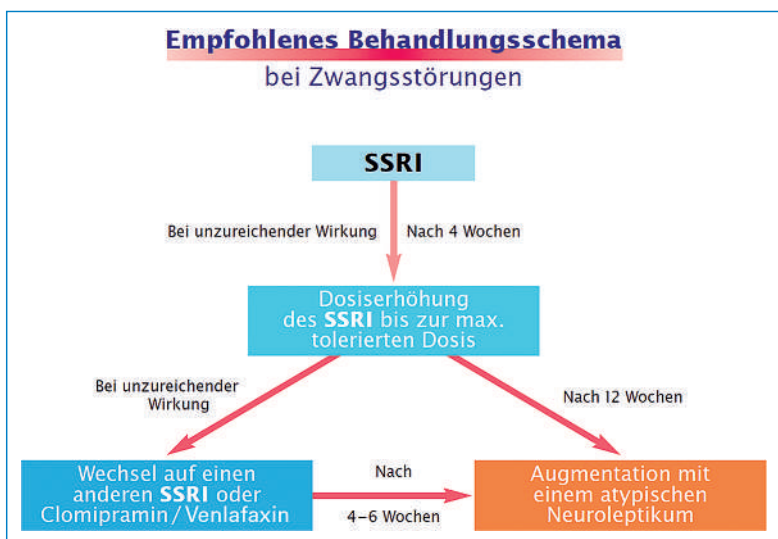 Empfohlenes Behandlungsschema
bei Zwangsstörungen
SSRI
Bei unzureichender Wirkung
Nach 4 Wochen
Dosiserhöhung
des SSRI bis zur max.
tolerierten Dosis
Bei unzureichender
Wirkung
Nach 12 Wochen
Wechsel auf einen
anderen SSRI oder
Clomipramin/Venlafaxin
Nach
4–6 Wochen
Augmentation mit
einem atypischen
Neuroleptikum